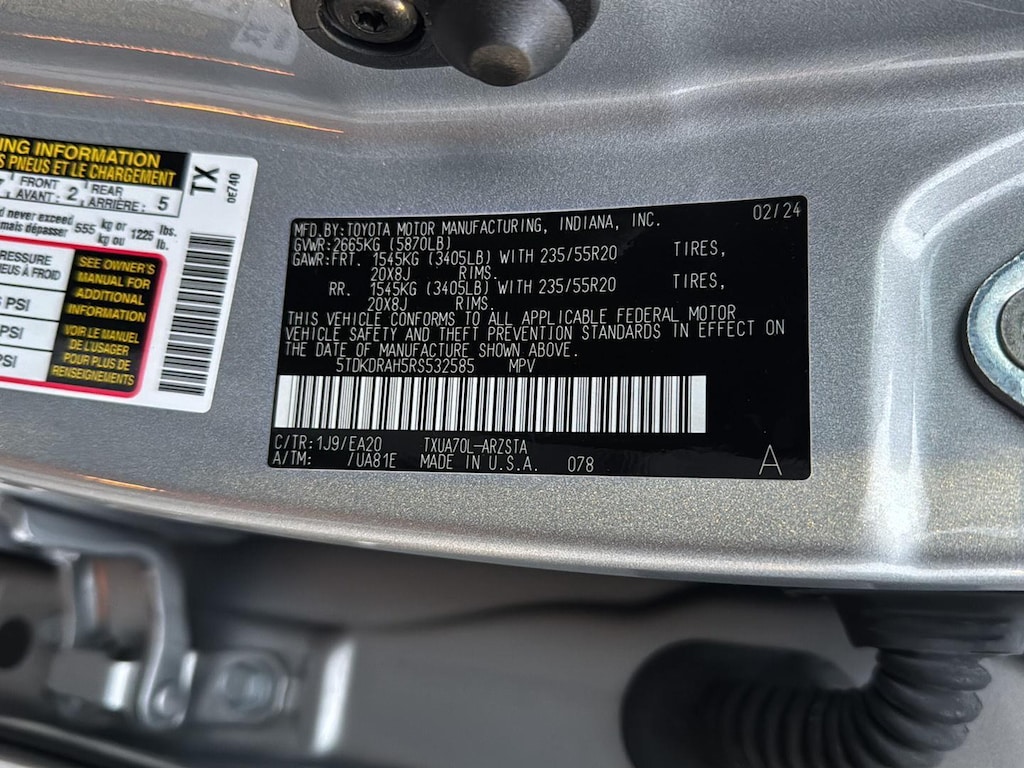 ING INFORMATION
S PNEUS ET LE CHARGEMENT
FRONT 2 REAR 5
AVANT: ARRIÈRE:
d never exceed 555 kg or 1225 lbs.
mais dépasser kg ou lb.
PRESSURE
NEUS À FROID
PSI
PSI
PSI
SEE OWNER'S
MANUAL FOR
ADDITIONAL
INFORMATION
VOIR LE MANUEL
DE L'USAGER
POUR PLUS DE
RENSEIGNEMENTS
TX
0E740
MFD.BY:TOYOTA MOTOR MANUFACTURING, INDIANA, INC. 02/24
GVWR:2665KG (5870LB)
GAWR:FRT. 1545KG (3405LB) WITH 235/55R20 TIRES,
20X8J RIMS.
RR. 1545KG (3405LB) WITH 235/55R20 TIRES,
20X8J RIMS.
THIS VEHICLE CONFORMS TO ALL APPLICABLE FEDERAL MOTOR
VEHICLE SAFETY AND THEFT PREVENTION STANDARDS IN EFFECT ON
THE DATE OF MANUFACTURE SHOWN ABOVE.
5TDKDRAH5RS532585 MPV
C/TR:1J9/EA20 TXUA70L-ARZSTA
A/TM: /UA81E MADE IN U.S.A. 078 A